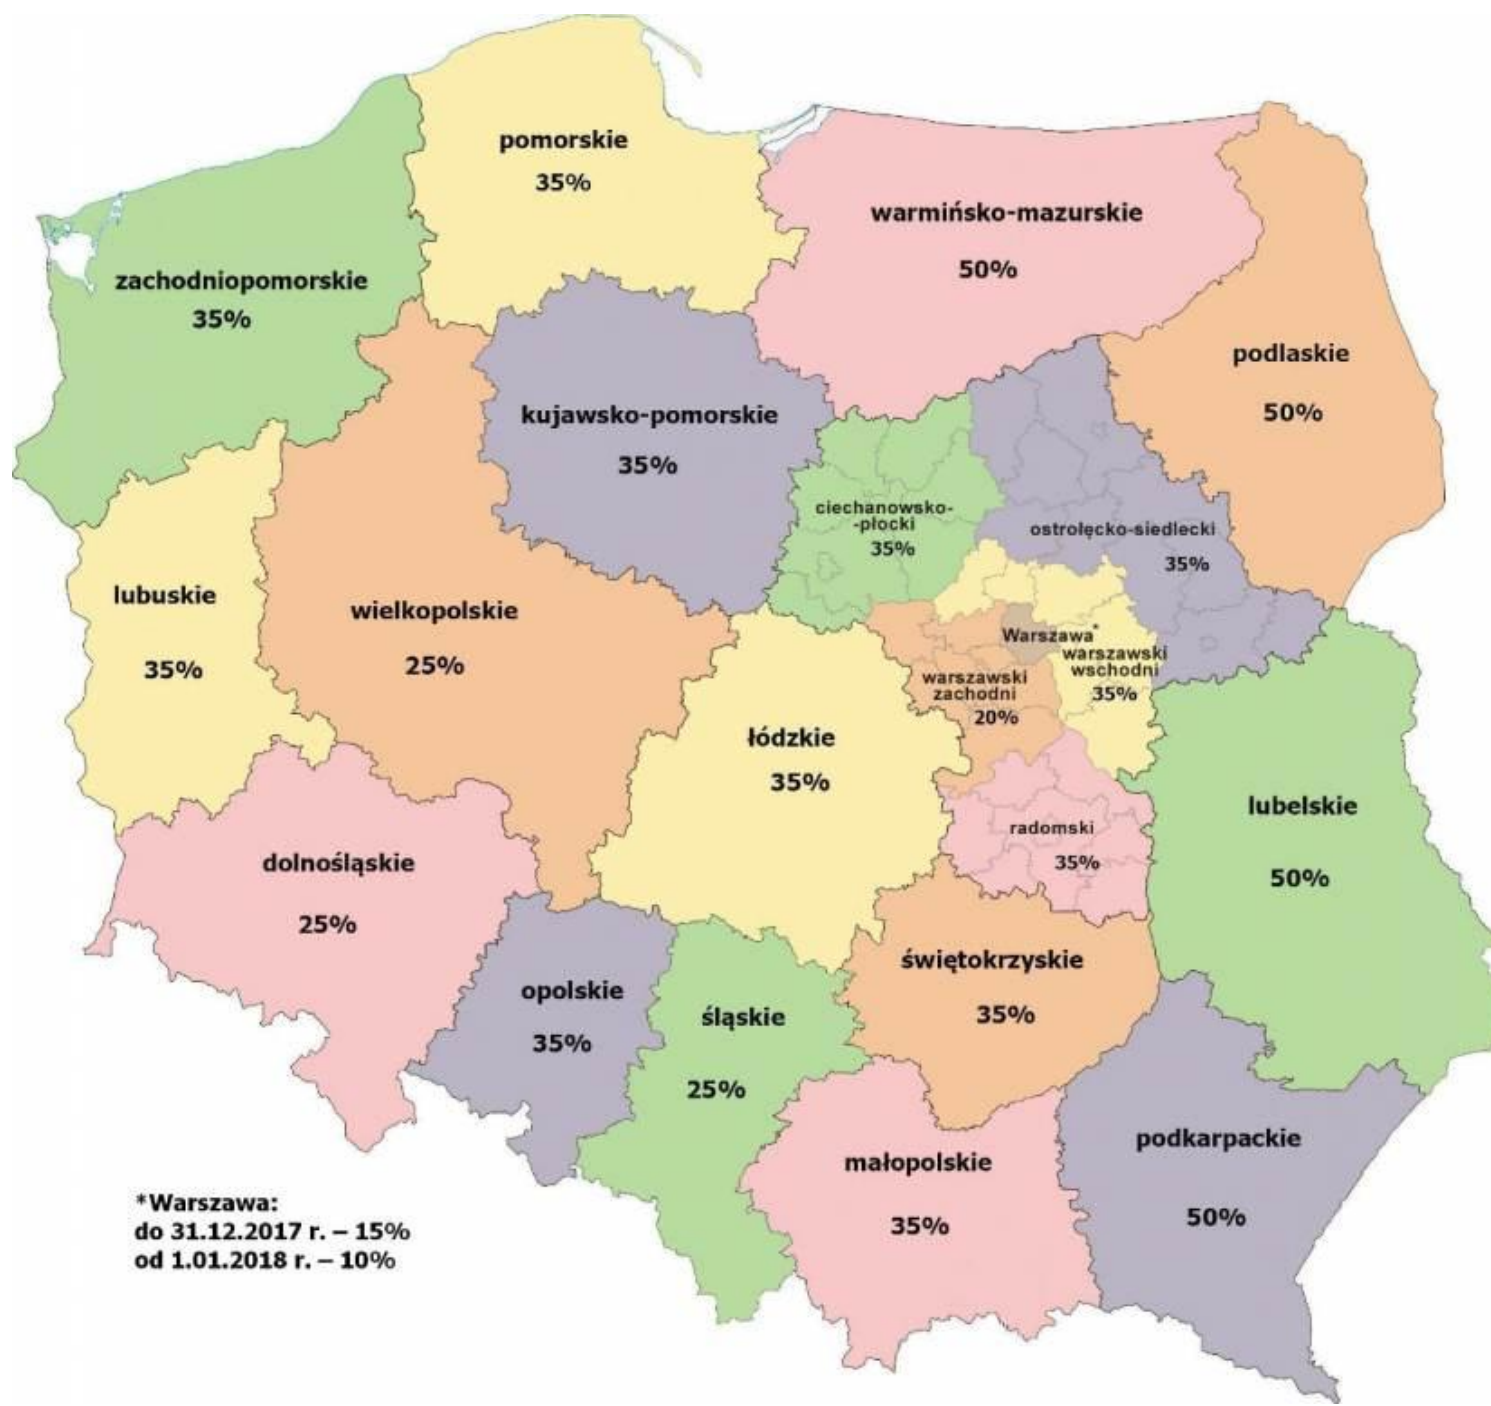 pomorskie
35%
warmińsko-mazurskie
50%
zachodniopomorskie
35%
podlaskie
50%
kujawsko-pomorskie
35%
ciechanowsko-
-płocki
35%
ostrołęcko-siedlecki
35%
lubuskie
35%
wielkopolskie
25%
Warszawa*
warszawski
wschodni
35%
warszawski
zachodni
20%
łódzkie
35%
radomski
35%
lubelskie
50%
dolnośląskie
25%
świętokrzyskie
35%
opolskie
35%
śląskie
25%
małopolskie
35%
podkarpackie
50%
*Warszawa:
do 31.12.2017 r. – 15%
od 1.01.2018 r. – 10%